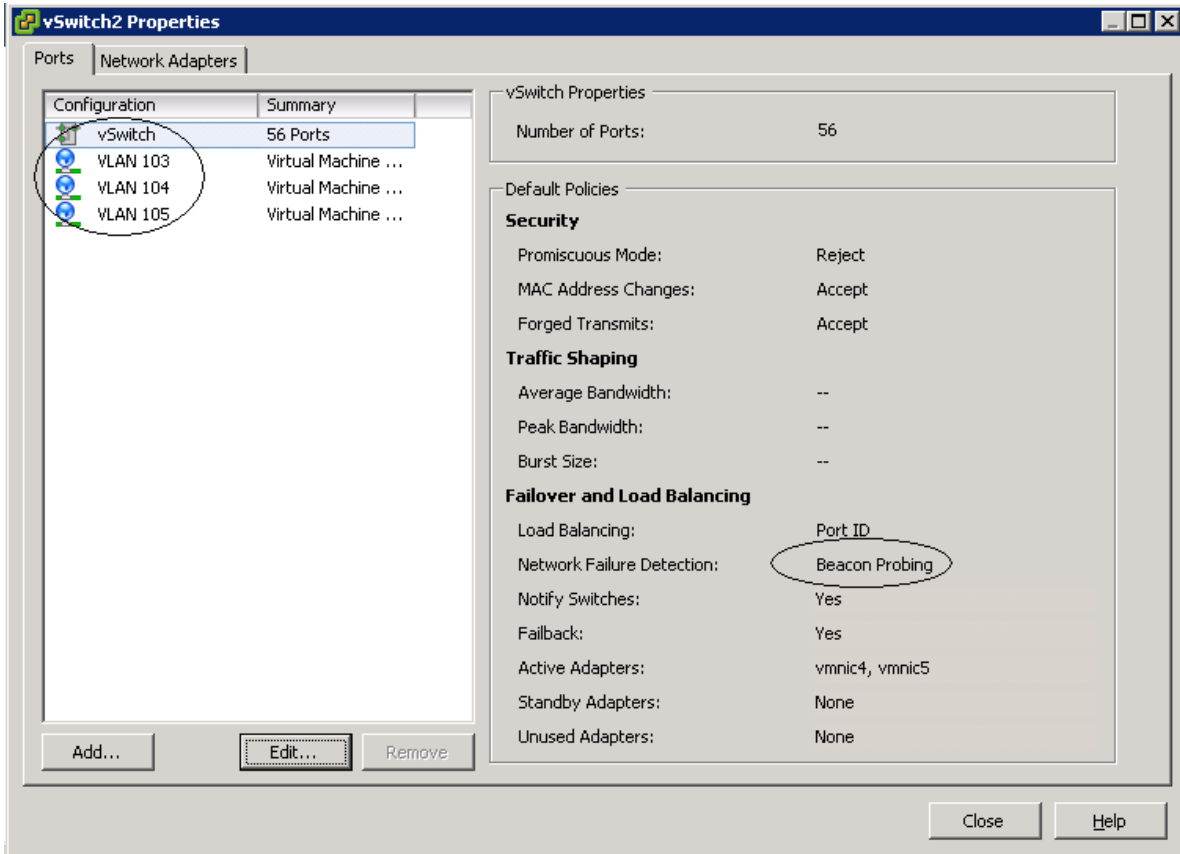 vSwitch2 Properties
Ports
Network Adapters
Configuration
Summary
vSwitch
56 Ports
VLAN 103
Virtual Machine ...
VLAN 104
Virtual Machine ...
VLAN 105
Virtual Machine ...
Add...
Edit...
Remove
vSwitch Properties
Number of Ports:
56
Default Policies
Security
Promiscuous Mode:
Reject
MAC Address Changes:
Accept
Forged Transmits:
Accept
Traffic Shaping
Average Bandwidth:
--
Peak Bandwidth:
--
Burst Size:
--
Failover and Load Balancing
Load Balancing:
Port ID
Network Failure Detection:
Beacon Probing
Notify Switches:
Yes
Failback:
Yes
Active Adapters:
vmnic4, vmnic5
Standby Adapters:
None
Unused Adapters:
None
Close
Help